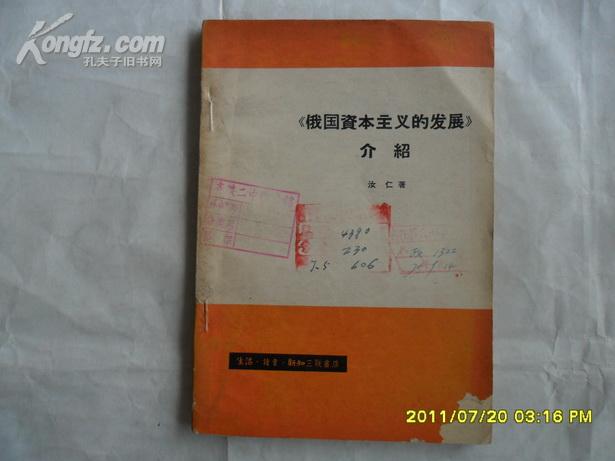 Kongfz.com
孔夫子旧书网
《俄国資本主义的发展》
介紹
汝仁著
4390
230
7.5 606
生活·讀書·新知三联書店
2011/07/20 03:16 PM